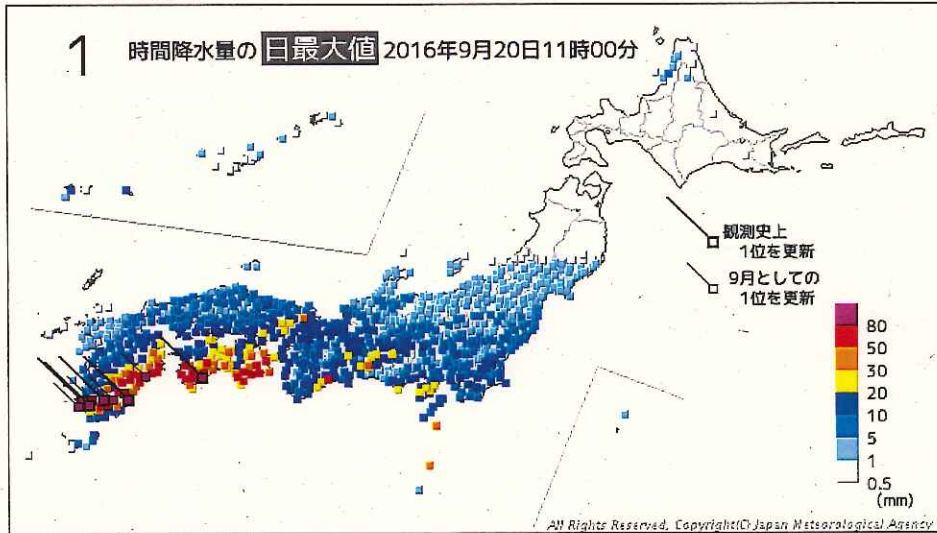 1時間降水量の日最大値 2016年9月20日11時00分
観測史上
1位を更新
9月としての
1位を更新
80
50
30
20
10
5
1
0.5
(mm)
All Rights Reserved, Copyright(C) Japan Meteorological Agency